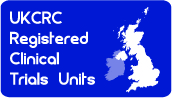 UKCRC
Registered
Clinical
Trials Units